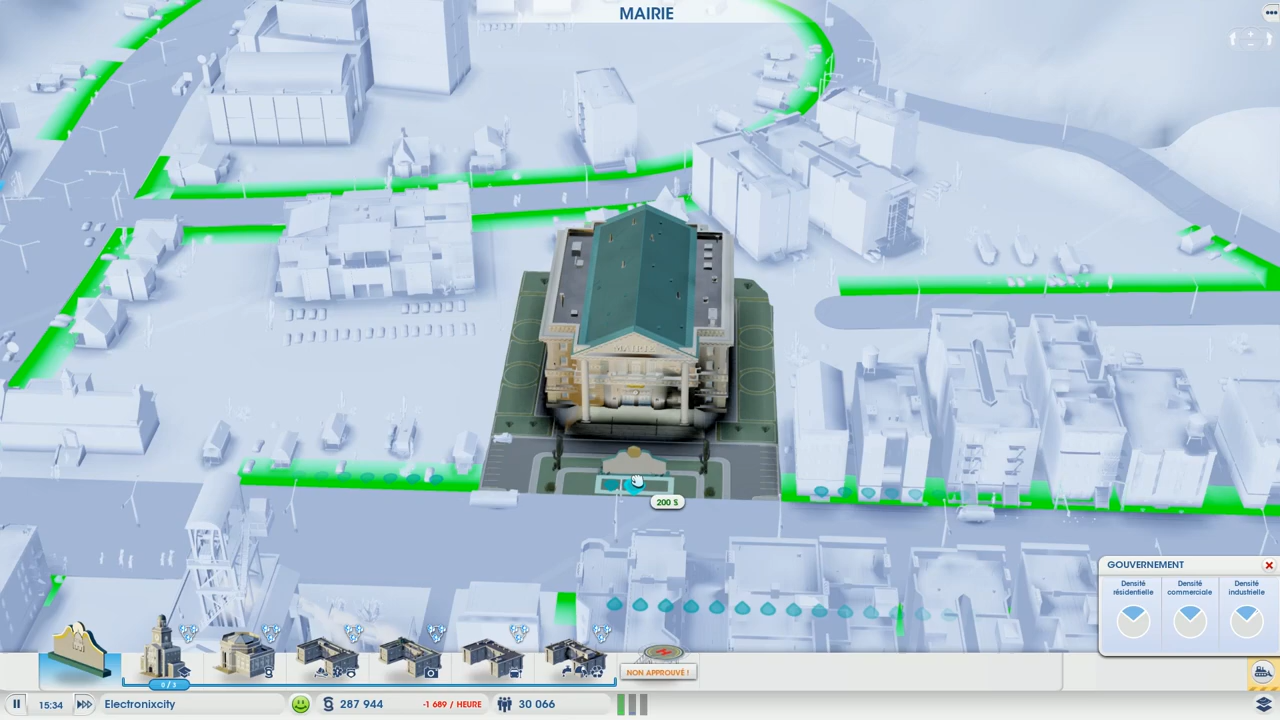 MAIRIE
MAIRIE
200 §
GOUVERNEMENT
Densité résidentielle
Densité commerciale
Densité industrielle
0 / 3
NON APPROUVÉ !
15:34
Electronixcity
287 944
-1 689 / HEURE
30 066